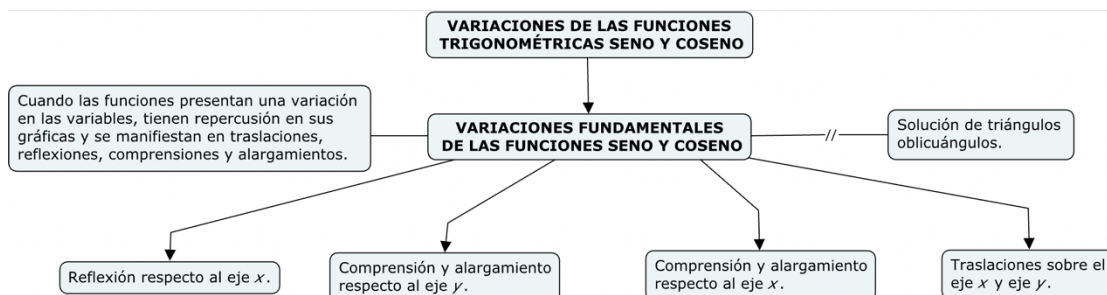 VARIACIONES DE LAS FUNCIONES
TRIGONOMÉTRICAS SENO Y COSENO
Cuando las funciones presentan una variación
en las variables, tienen repercusión en sus
gráficas y se manifiestan en traslaciones,
reflexiones, comprensiones y alargamientos.
VARIACIONES FUNDAMENTALES
DE LAS FUNCIONES SENO Y COSENO
//
Solución de triángulos
oblicuángulos.
Reflexión respecto al eje x.
Comprensión y alargamiento
respecto al eje y.
Comprensión y alargamiento
respecto al eje x.
Traslaciones sobre el
eje x y eje y.